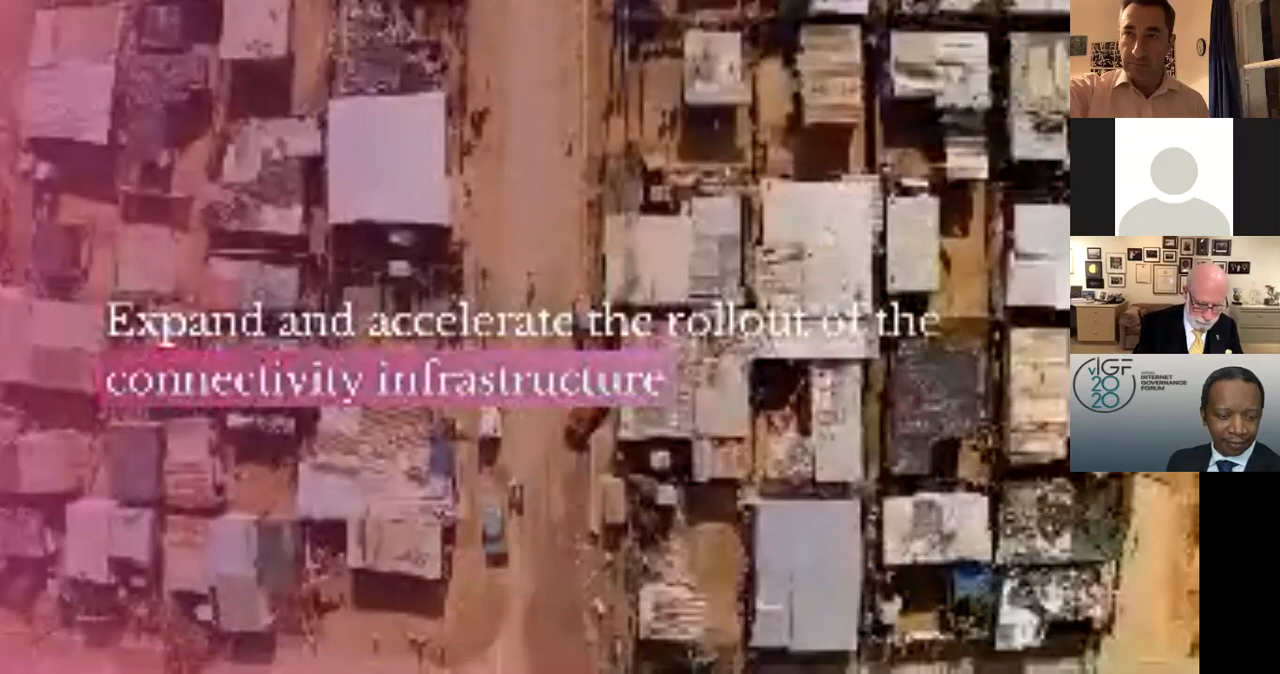 Expand and accelerate the rollout of the
connectivity infrastructure
vIGF
2020
INTERNET
GOVERNANCE
FORUM